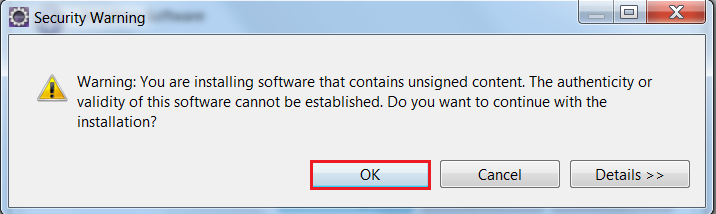 Security Warning
Warning: You are installing software that contains unsigned content. The authenticity or
validity of this software cannot be established. Do you want to continue with the
installation?
OK
Cancel
Details >>